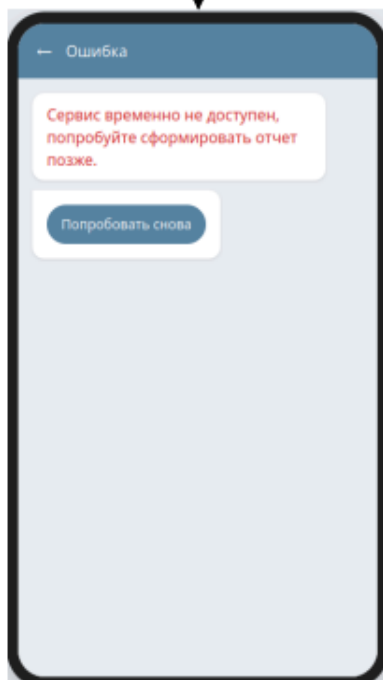 ← Ошибка
Сервис временно не доступен,
попробуйте сформировать отчет
позже.
Попробовать снова